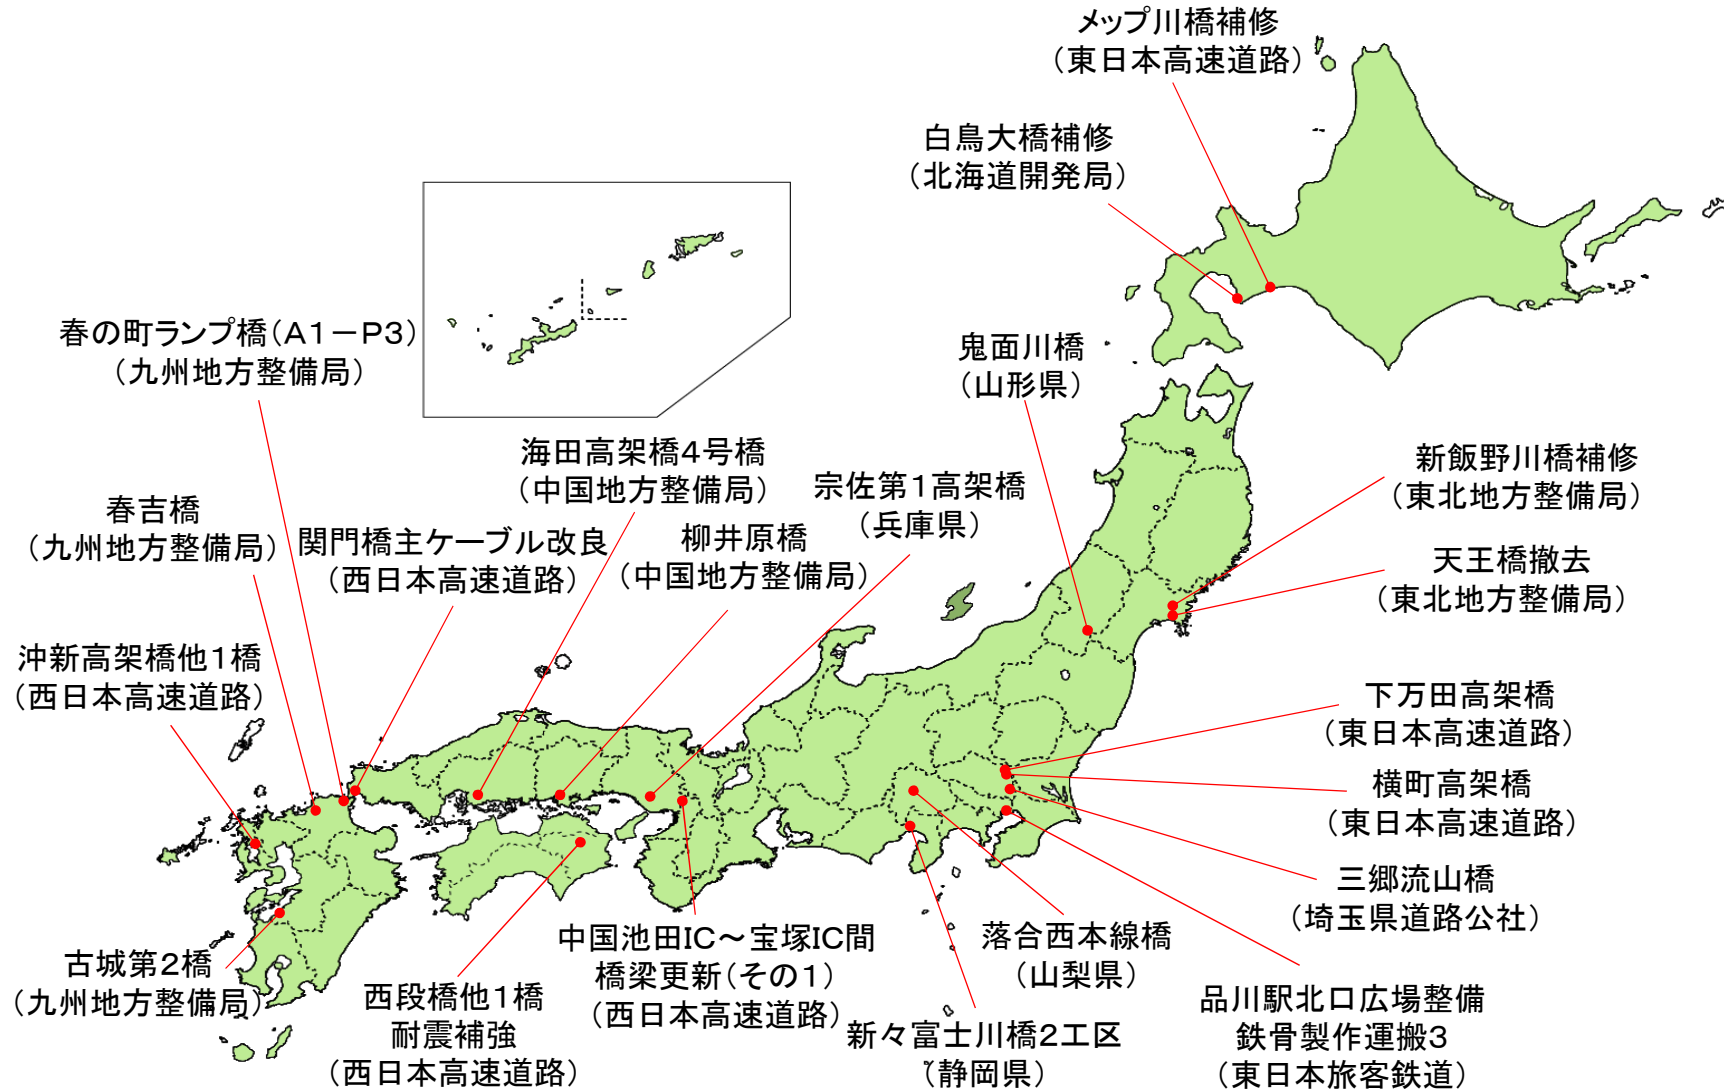 メップ川橋補修
（東日本高速道路）
白鳥大橋補修
（北海道開発局）
春の町ランプ橋（A1－P3）
（九州地方整備局）
鬼面川橋
（山形県）
海田高架橋4号橋
（中国地方整備局）
宗佐第1高架橋
（兵庫県）
新飯野川橋補修
（東北地方整備局）
春吉橋
（九州地方整備局）
関門橋主ケーブル改良
（西日本高速道路）
柳井原橋
（中国地方整備局）
天王橋撤去
（東北地方整備局）
沖新高架橋他1橋
（西日本高速道路）
下万田高架橋
（東日本高速道路）
横町高架橋
（東日本高速道路）
三郷流山橋
（埼玉県道路公社）
古城第2橋
（九州地方整備局）
西段橋他1橋
耐震補強
（西日本高速道路）
中国池田IC～宝塚IC間
橋梁更新（その1）
（西日本高速道路）
落合西本線橋
（山梨県）
新々富士川橋2工区
（静岡県）
品川駅北口広場整備
鉄骨製作運搬3
（東日本旅客鉄道）